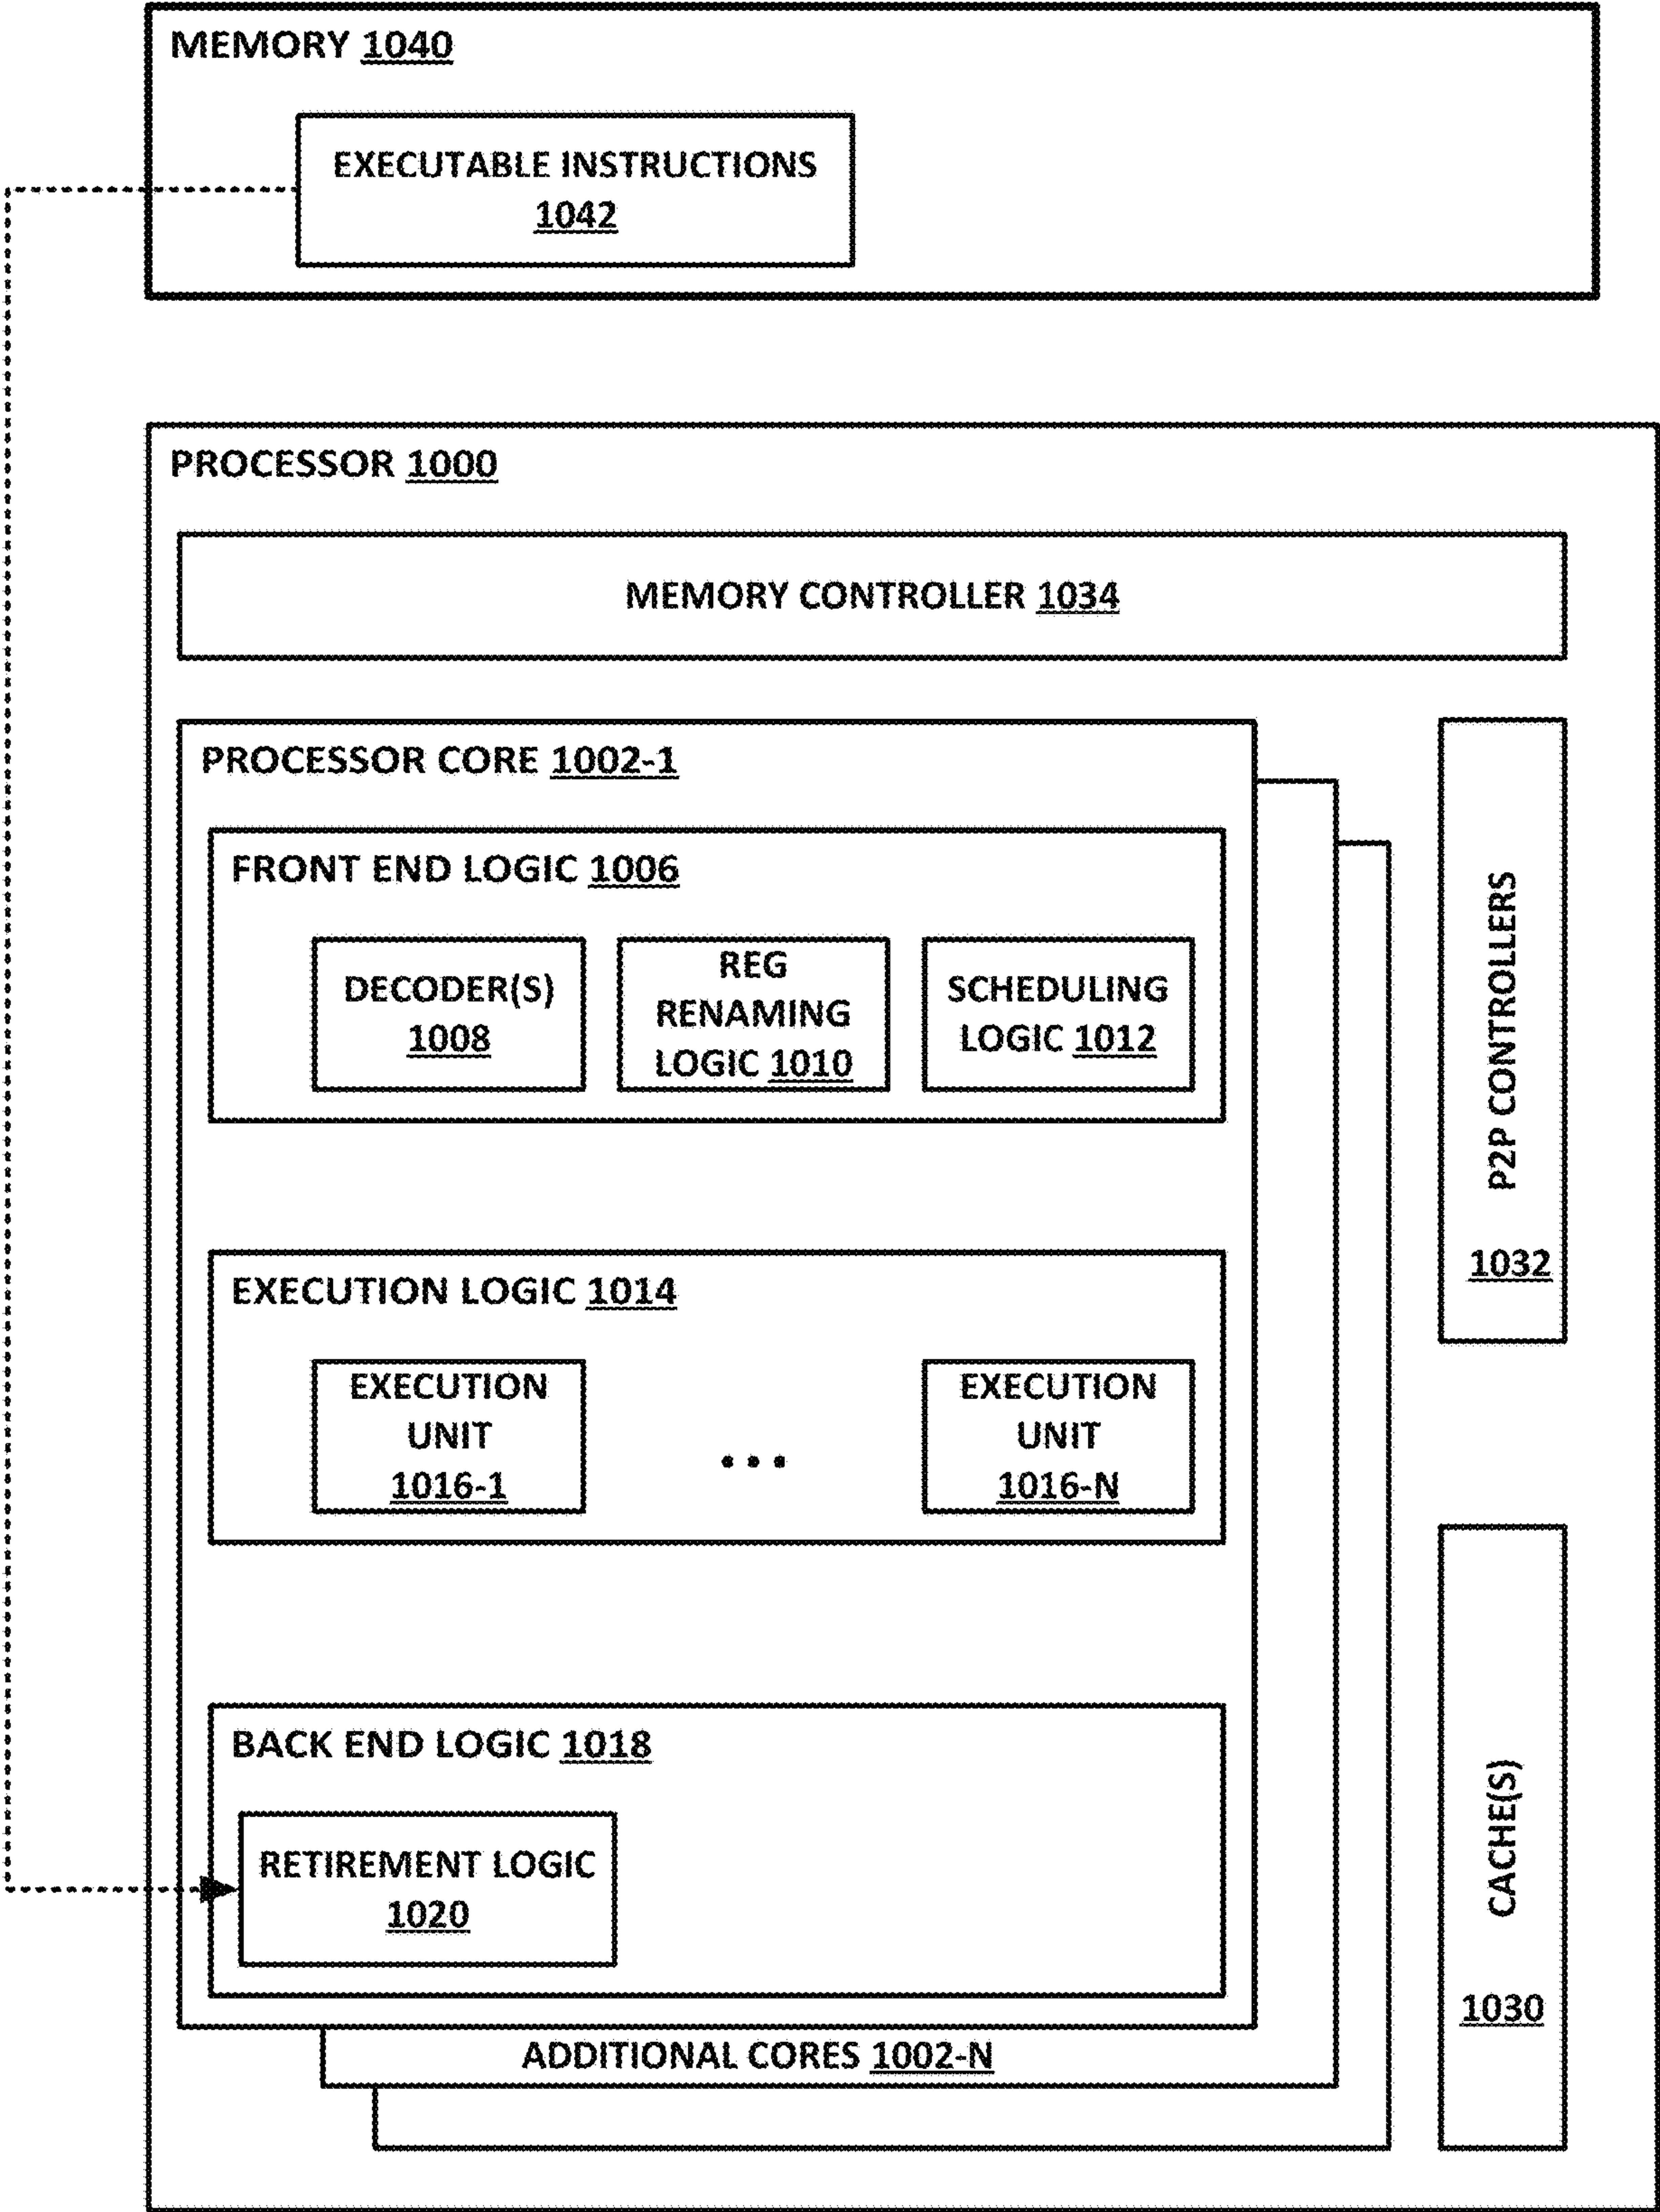 MEMORY 1040
EXECUTABLE INSTRUCTIONS
1042
PROCESSOR 1000
MEMORY CONTROLLER 1034
PROCESSOR CORE 1002-1
FRONT END LOGIC 1006
DECODER(S)
1008
REG
RENAMING
LOGIC 1010
SCHEDULING
LOGIC 1012
P2P CONTROLLERS
1032
EXECUTION LOGIC 1014
EXECUTION
UNIT
1016-1
...
EXECUTION
UNIT
1016-N
BACK END LOGIC 1018
RETIREMENT LOGIC
1020
CACHE(S)
1030
ADDITIONAL CORES 1002-N